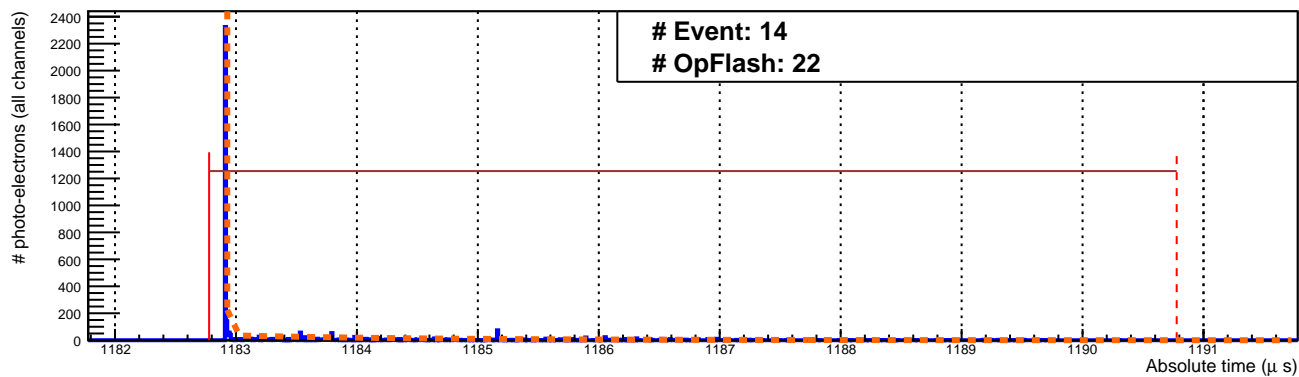 # Event: 14
# OpFlash: 22
# photo-electrons (all channels)
2400
2200
2000
1800
1600
1400
1200
1000
800
600
400
200
0
1182 1183 1184 1185 1186 1187 1188 1189 1190 1191
Absolute time (μ s)